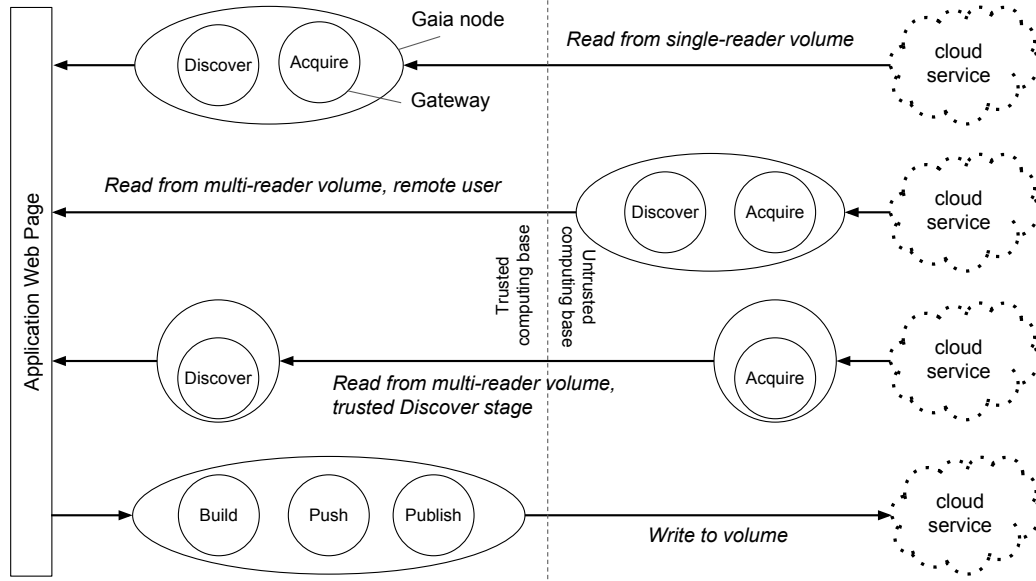 Gaia node
Read from single-reader volume
Discover
Acquire
Gateway
cloud
service
Read from multi-reader volume, remote user
Discover
Acquire
cloud
service
Application Web Page
Trusted
computing base
Untrusted
computing base
Discover
Read from multi-reader volume,
trusted Discover stage
Acquire
cloud
service
Build
Push
Publish
Write to volume
cloud
service